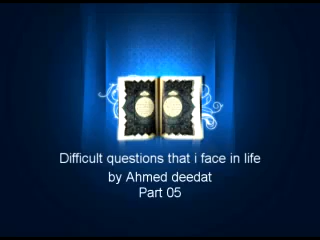 Difficult questions that i face in life
by Ahmed deedat
Part 05